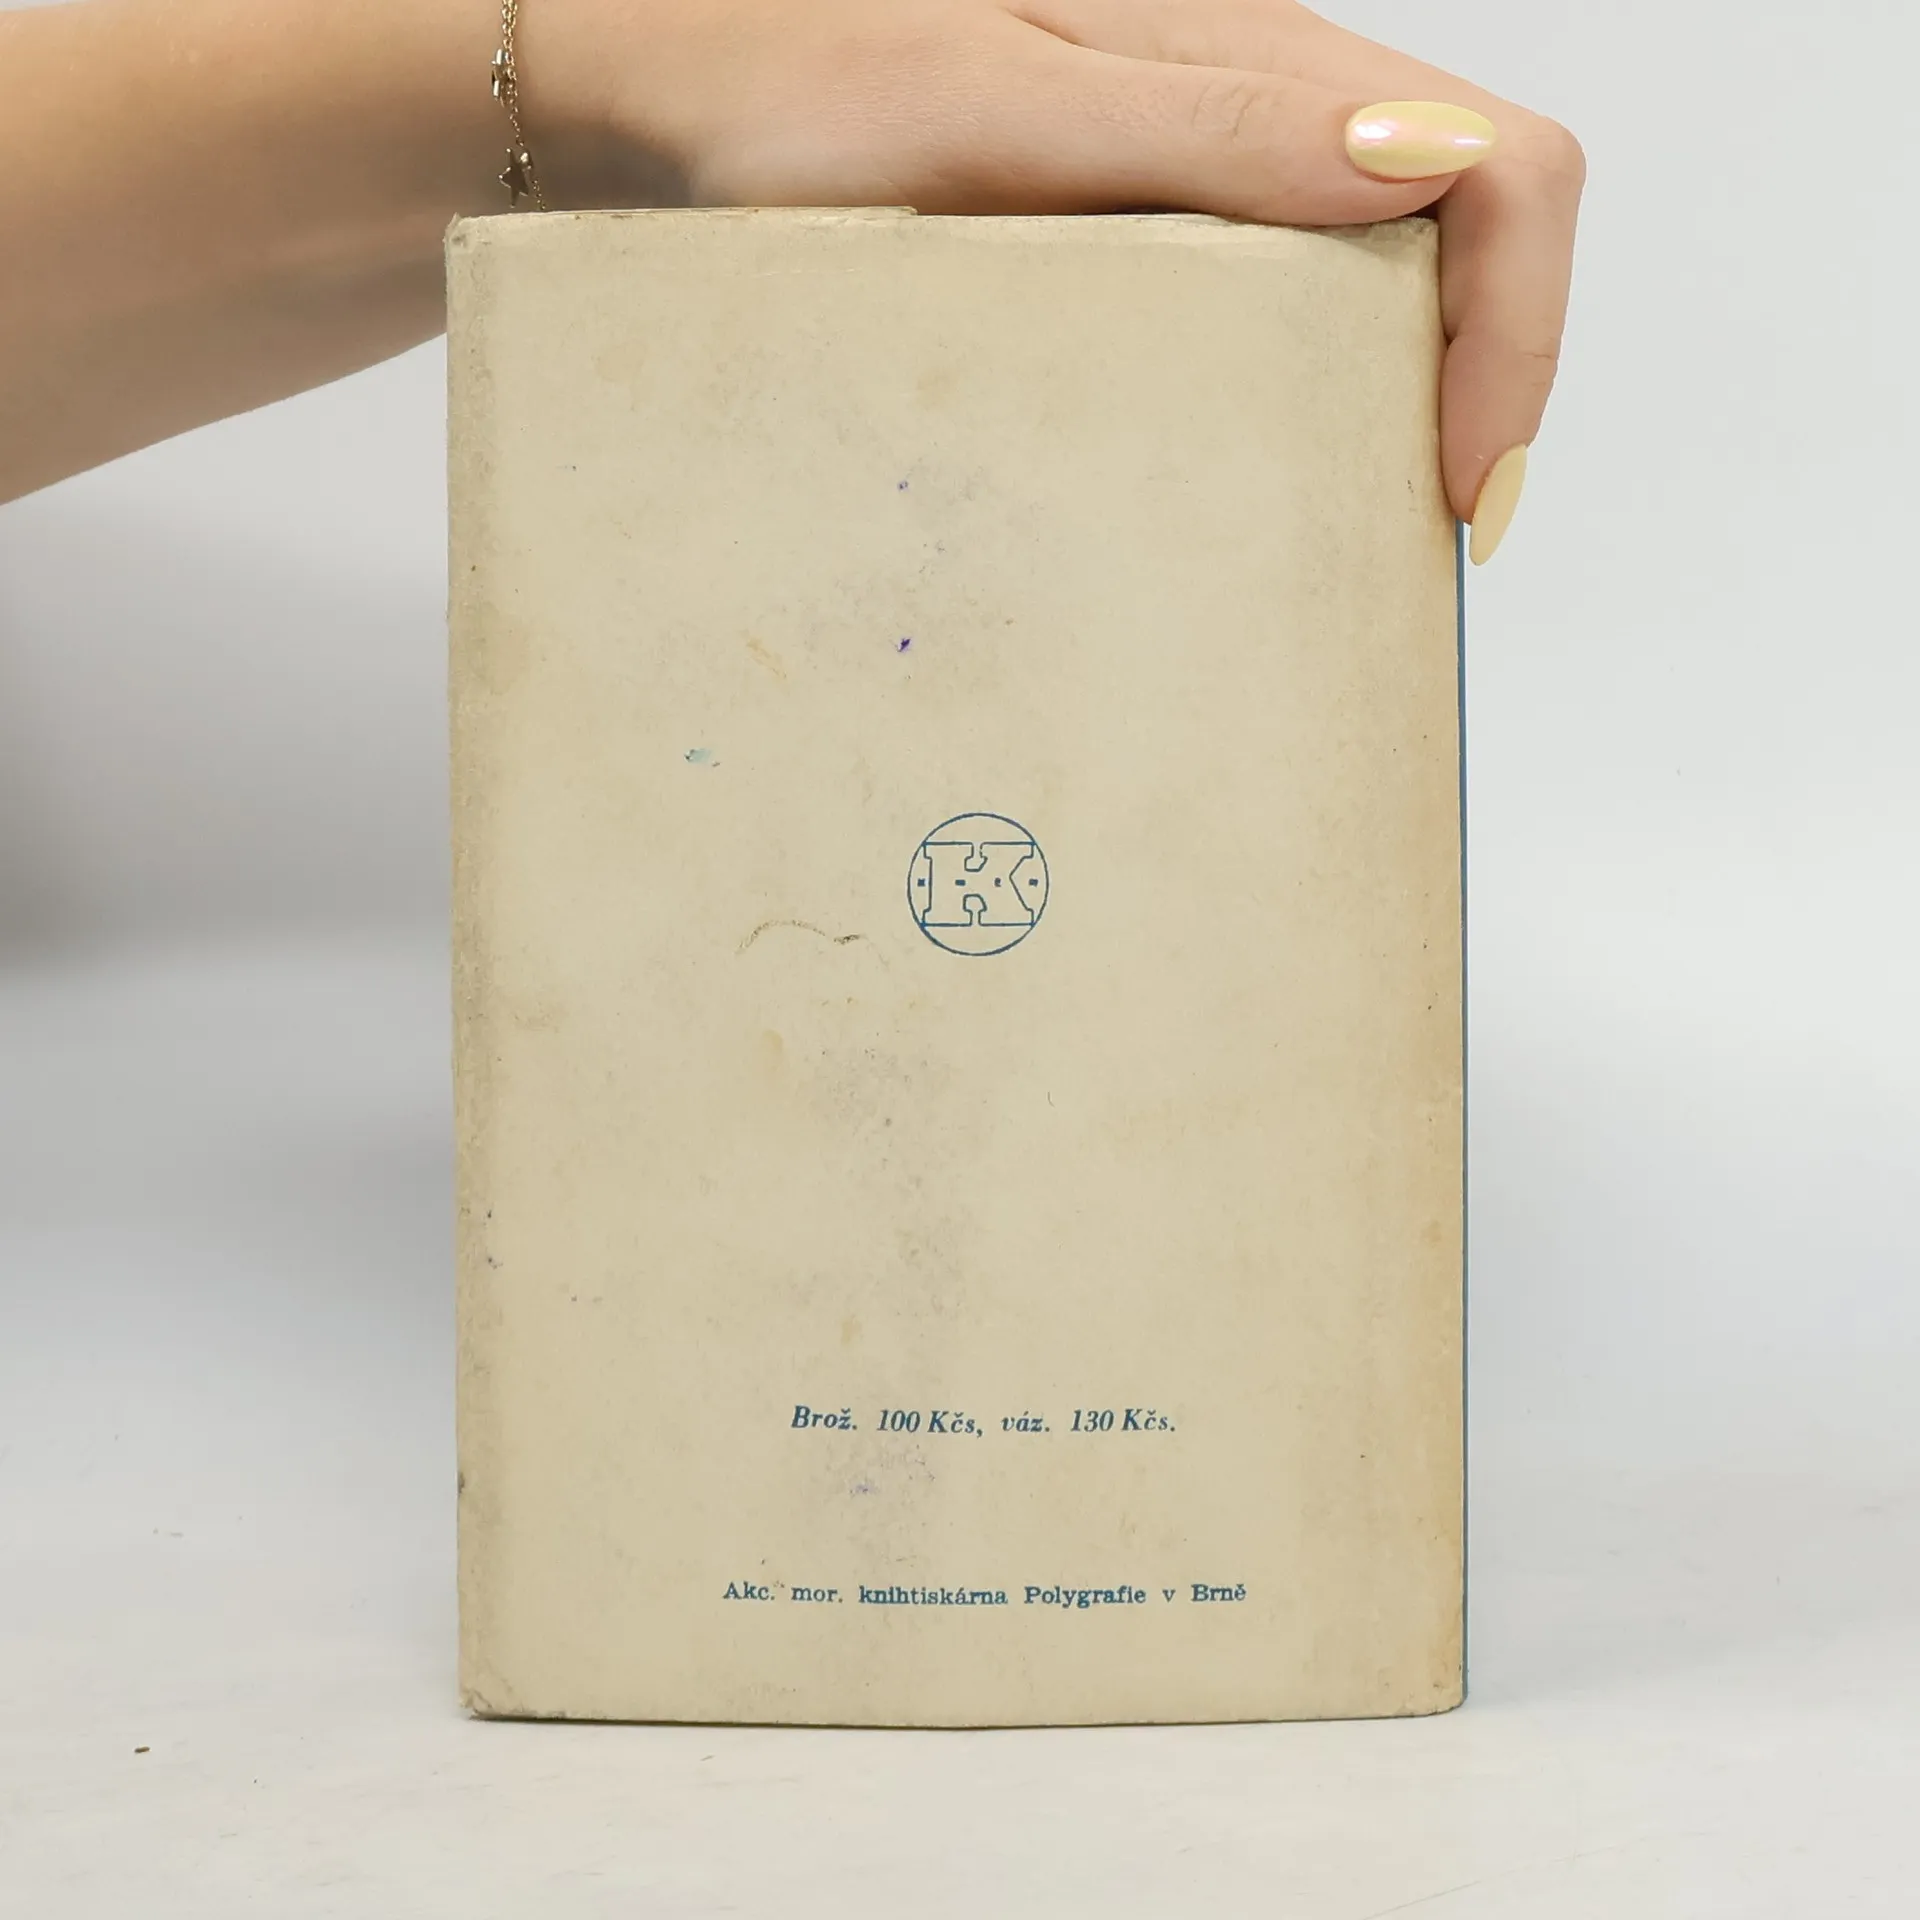 K
Brož. 100 Kčs, váz. 130 Kčs.
Akc. mor. knihtiskárna Polygrafie v Brně